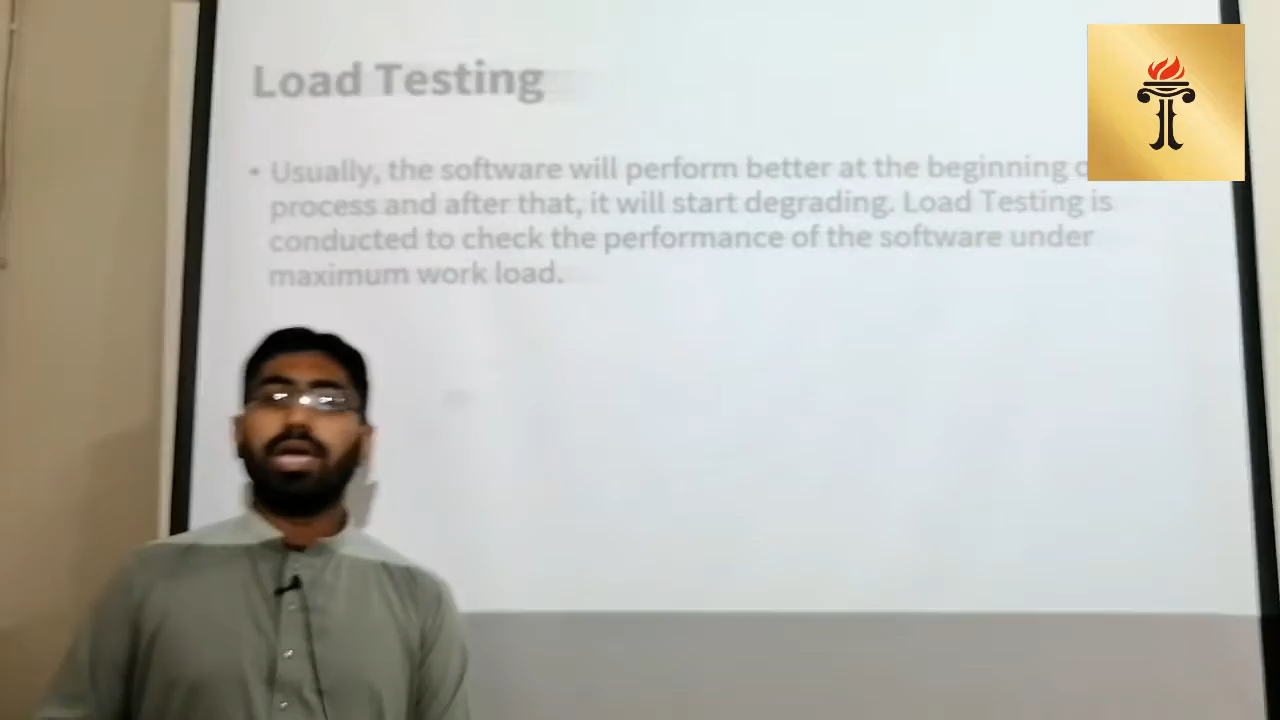 Load Testing
• Usually, the software will perform better at the beginning
process and after that, it will start degrading. Load Testing is
conducted to check the performance of the software under
maximum work load.